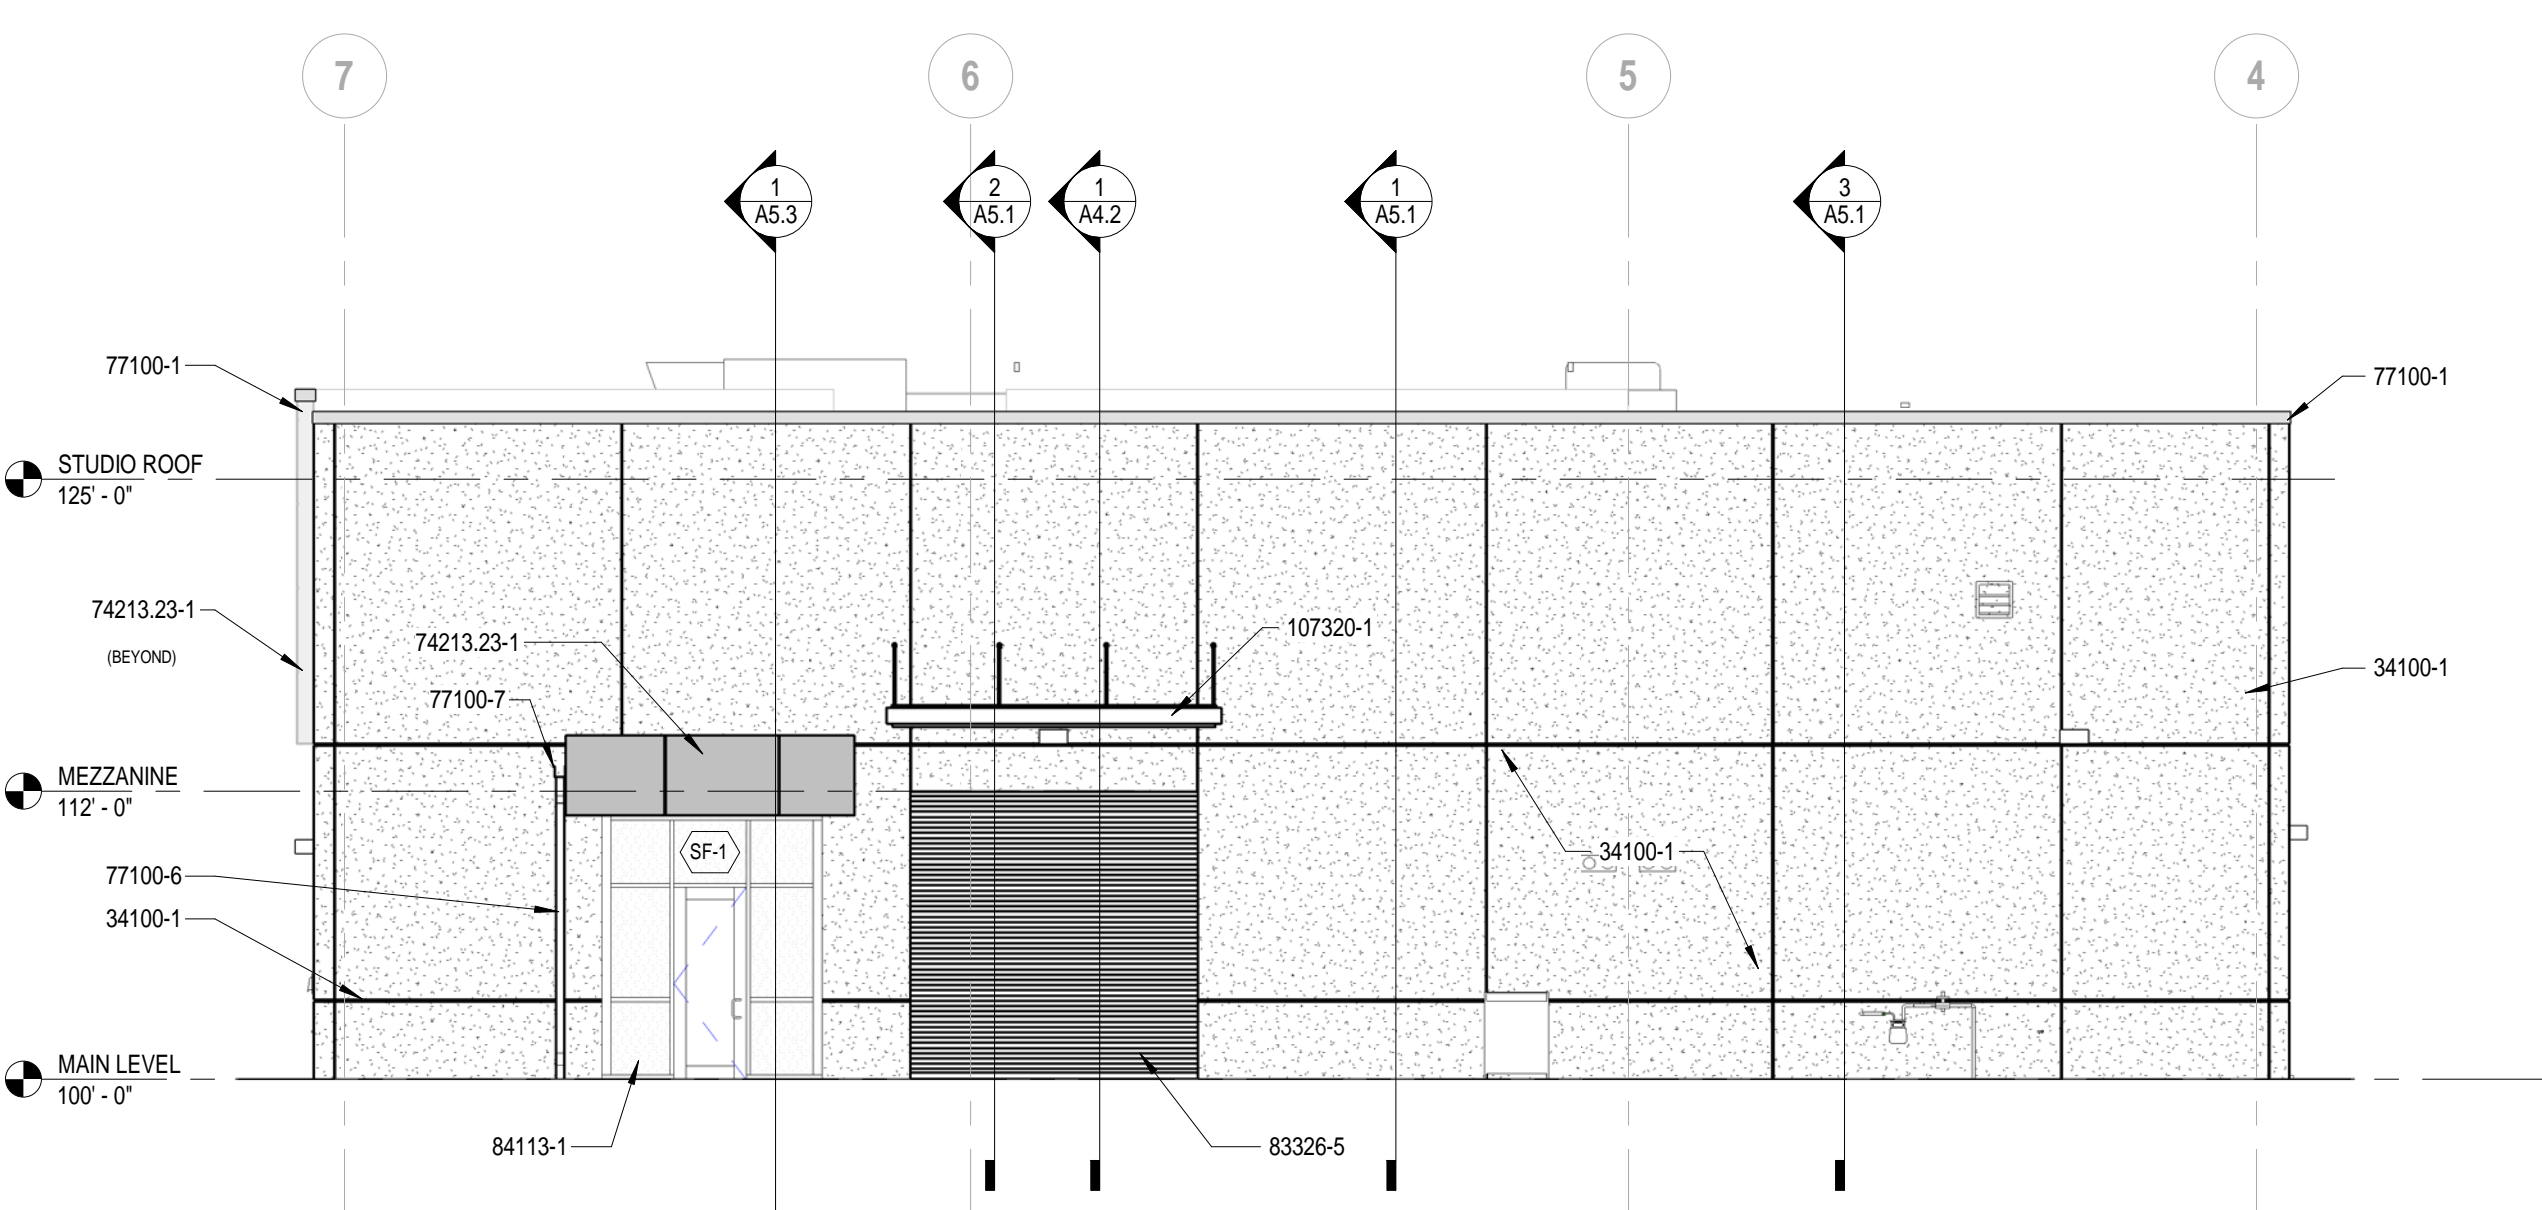 7
6
5
4
1
A5.3
2
A5.1
1
A4.2
1
A5.1
3
A5.1
77100-1
77100-1
STUDIO ROOF
125' - 0"
74213.23-1
(BEYOND)
74213.23-1
107320-1
77100-7
34100-1
MEZZANINE
112' - 0"
SF-1
34100-1
77100-6
34100-1
MAIN LEVEL
100' - 0"
84113-1
83326-5